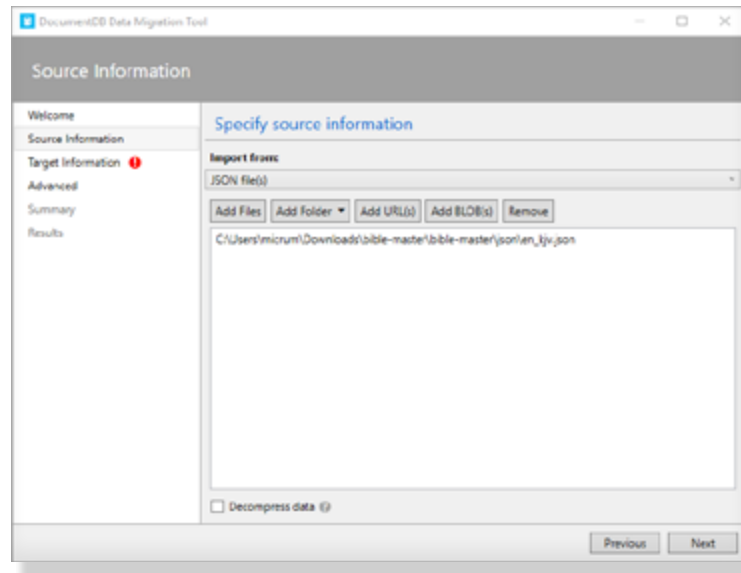 DocumentDB Data Migration Tool
Source Information
Welcome
Source Information
Target Information
Advanced
Summary
Results
Specify source information
Import from:
JSON file(s)
Add Files Add Folder Add URL(s) Add BLOB(s) Remove
C:\Users\micrum\Downloads\bible-master\bible-master\json\en_kjv.json
Decompress data
Previous Next